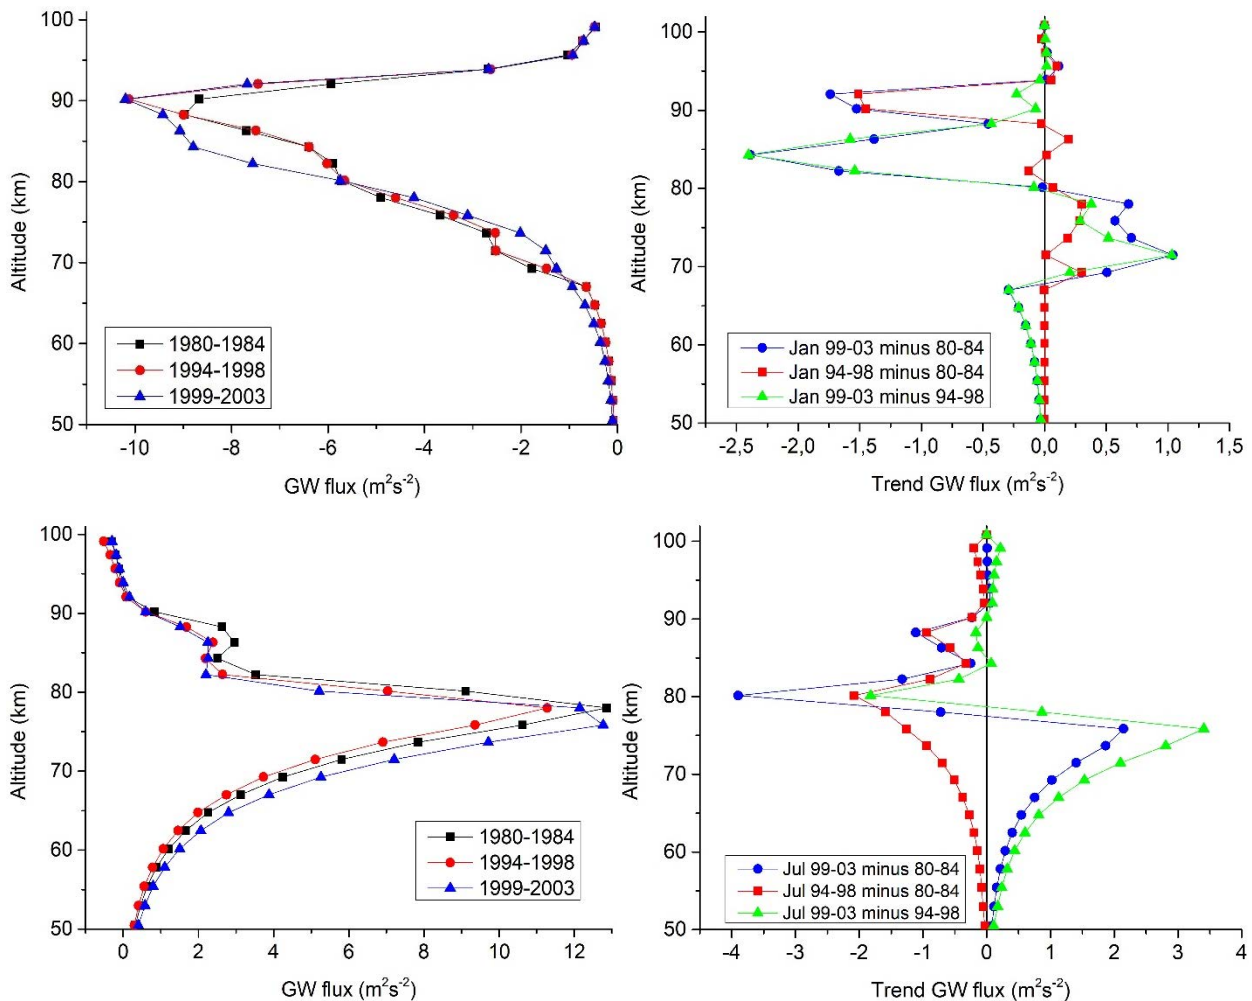 100
90
80
70
60
50
Altitude (km)
1980-1984
1994-1998
1999-2003
-10 -8 -6 -4 -2 0
GW flux (m²s⁻²)
100
90
80
70
60
50
Altitude (km)
Jan 99-03 minus 80-84
Jan 94-98 minus 80-84
Jan 99-03 minus 94-98
-2,5 -2,0 -1,5 -1,0 -0,5 0,0 0,5 1,0 1,5
Trend GW flux (m²s⁻²)
100
90
80
70
60
50
Altitude (km)
1980-1984
1994-1998
1999-2003
0 2 4 6 8 10 12
GW flux (m²s⁻²)
100
90
80
70
60
50
Altitude (km)
Jul 99-03 minus 80-84
Jul 94-98 minus 80-84
Jul 99-03 minus 94-98
-4 -3 -2 -1 0 1 2 3 4
Trend GW flux (m²s⁻²)